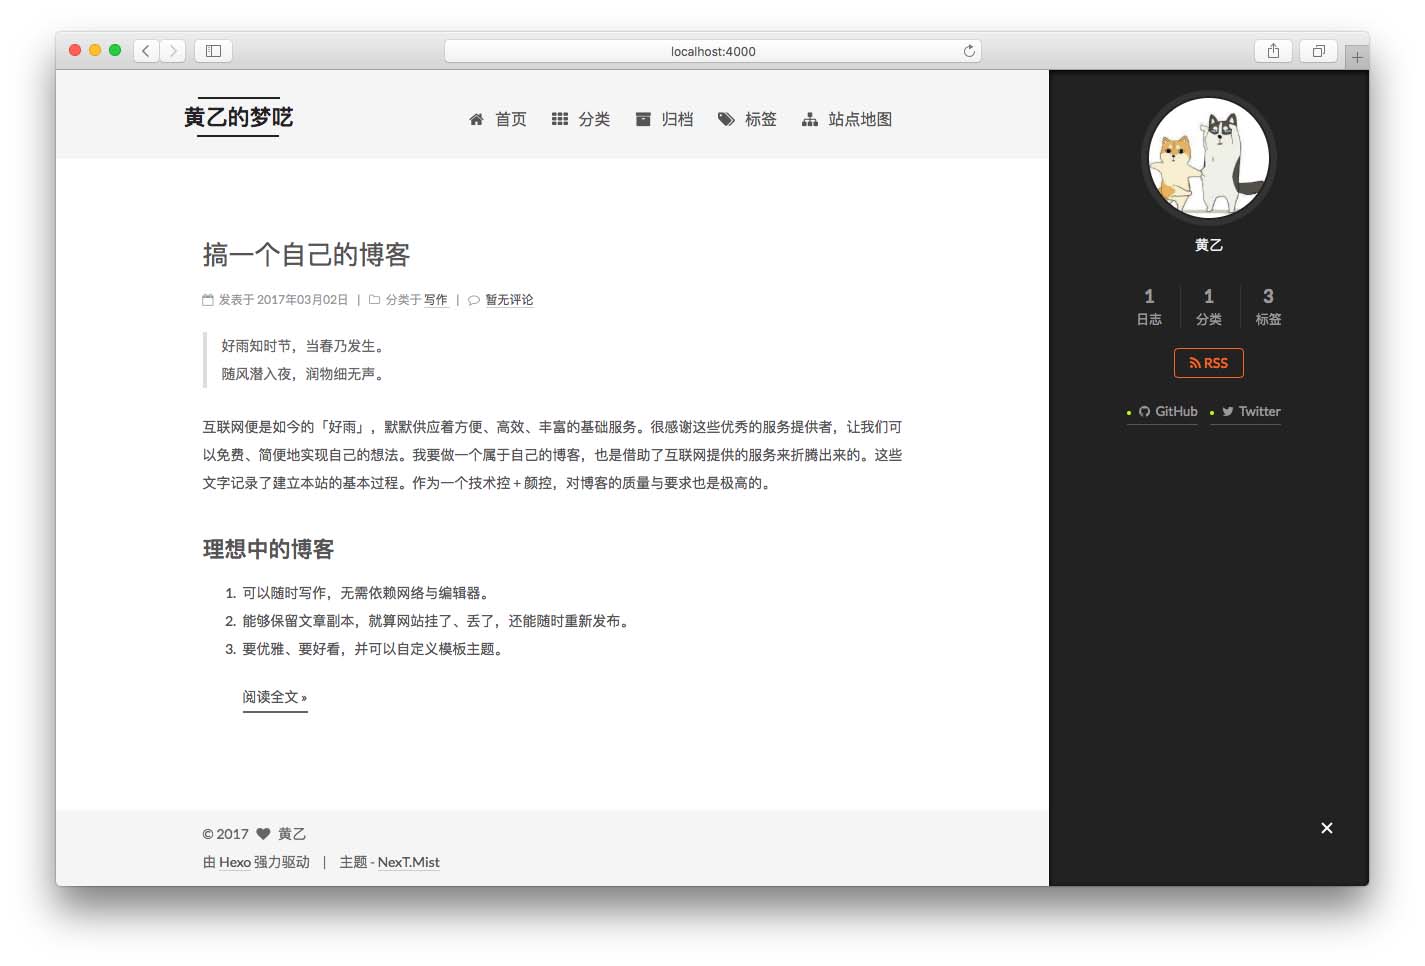 localhost:4000
黄乙的梦呓
首页 分类 归档 标签 站点地图
搞一个自己的博客
发表于 2017年03月02日 | 分类于 写作 | 暂无评论
好雨知时节，当春乃发生。
随风潜入夜，润物细无声。
互联网便是如今的「好雨」，默默供应着方便、高效、丰富的基础服务。很感谢这些优秀的服务提供者，让我们可
以免费、简便地实现自己的想法。我要做一个属于自己的博客，也是借助了互联网提供的服务来折腾出来的。这些
文字记录了建立本站的基本过程。作为一个技术控 + 颜控，对博客的质量与要求也是极高的。
理想中的博客
1. 可以随时写作，无需依赖网络与编辑器。
2. 能够保留文章副本，就算网站挂了、丢了，还能随时重新发布。
3. 要优雅、要好看，并可以自定义模板主题。
阅读全文 »
© 2017 黄乙
由 Hexo 强力驱动 | 主题 - NexT.Mist
黄乙
1 1 3
日志 分类 标签
RSS
GitHub Twitter